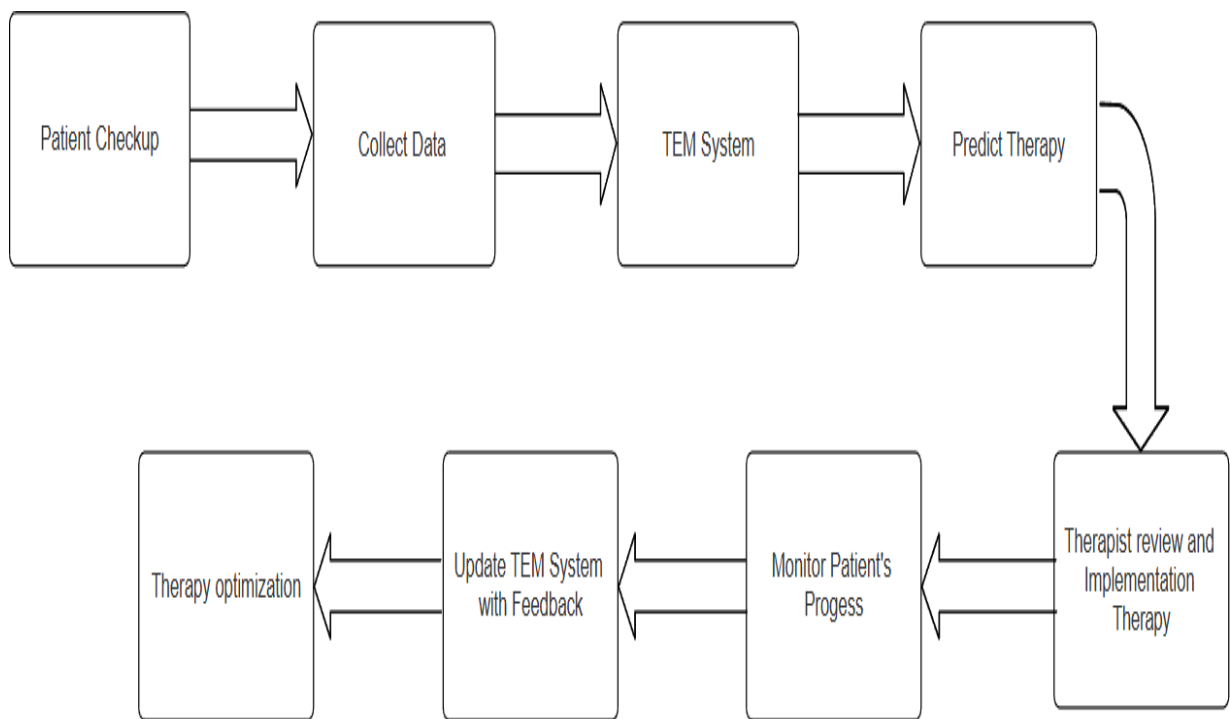 Patient Checkup
Collect Data
TEM System
Predict Therapy
Therapist review and
Implementation
Therapy
Monitor Patient's
Progess
Update TEM System
with Feedback
Therapy optimization